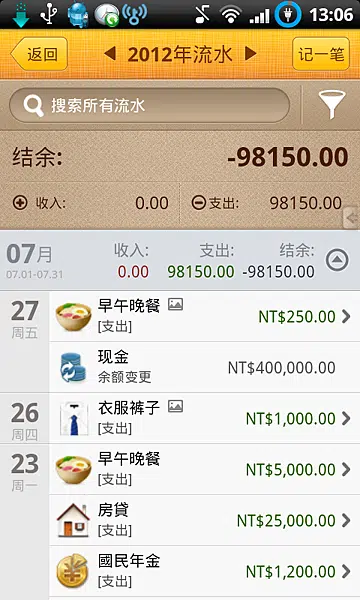 13:06
返回
2012年流水
记一笔
搜索所有流水
结余:
-98150.00
收入:
0.00
支出:
98150.00
07月
收入:
支出:
结余:
07.01-07.31
0.00
98150.00
-98150.00
27
周五
早午晚餐
[支出]
NT$250.00
现金
余额变更
NT$400,000.00
26
周四
衣服裤子
[支出]
NT$1,000.00
23
周一
早午晚餐
[支出]
NT$5,000.00
房貸
[支出]
NT$25,000.00
國民年金
[支出]
NT$1,200.00